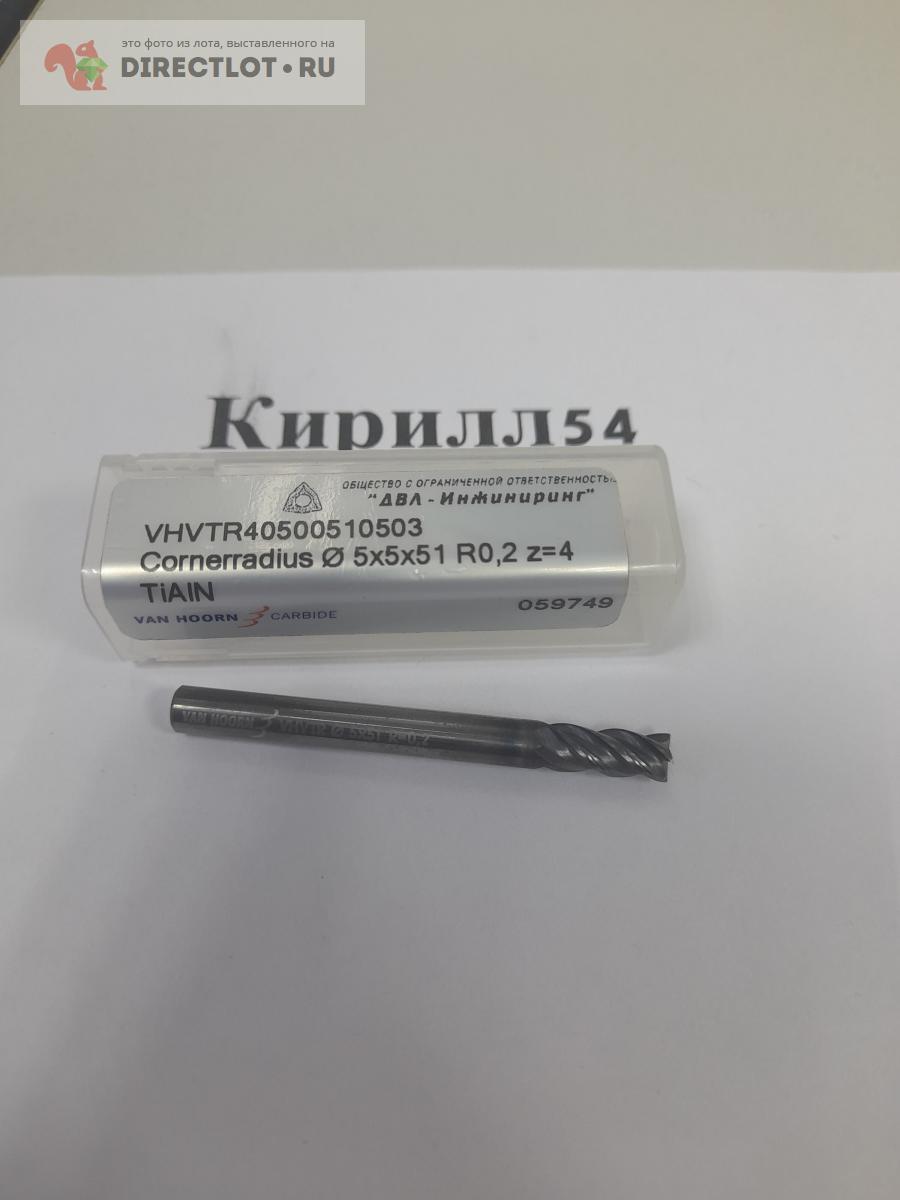 это фото из лота, выставленного на
DIRECTLOT•RU
Кирилл54
ОБЩЕСТВО С ОГРАНИЧЕННОЙ ОТВЕТСТВЕННОСТЬЮ
"ДВЛ - Инжиниринг"
VHVTR40500510503
Cornerradius Ø 5x5x51 R0,2 z=4
TiAlN
VAN HOORN CARBIDE
059749
VAN HOORN VHVTR Ø 5x51 R=0,2